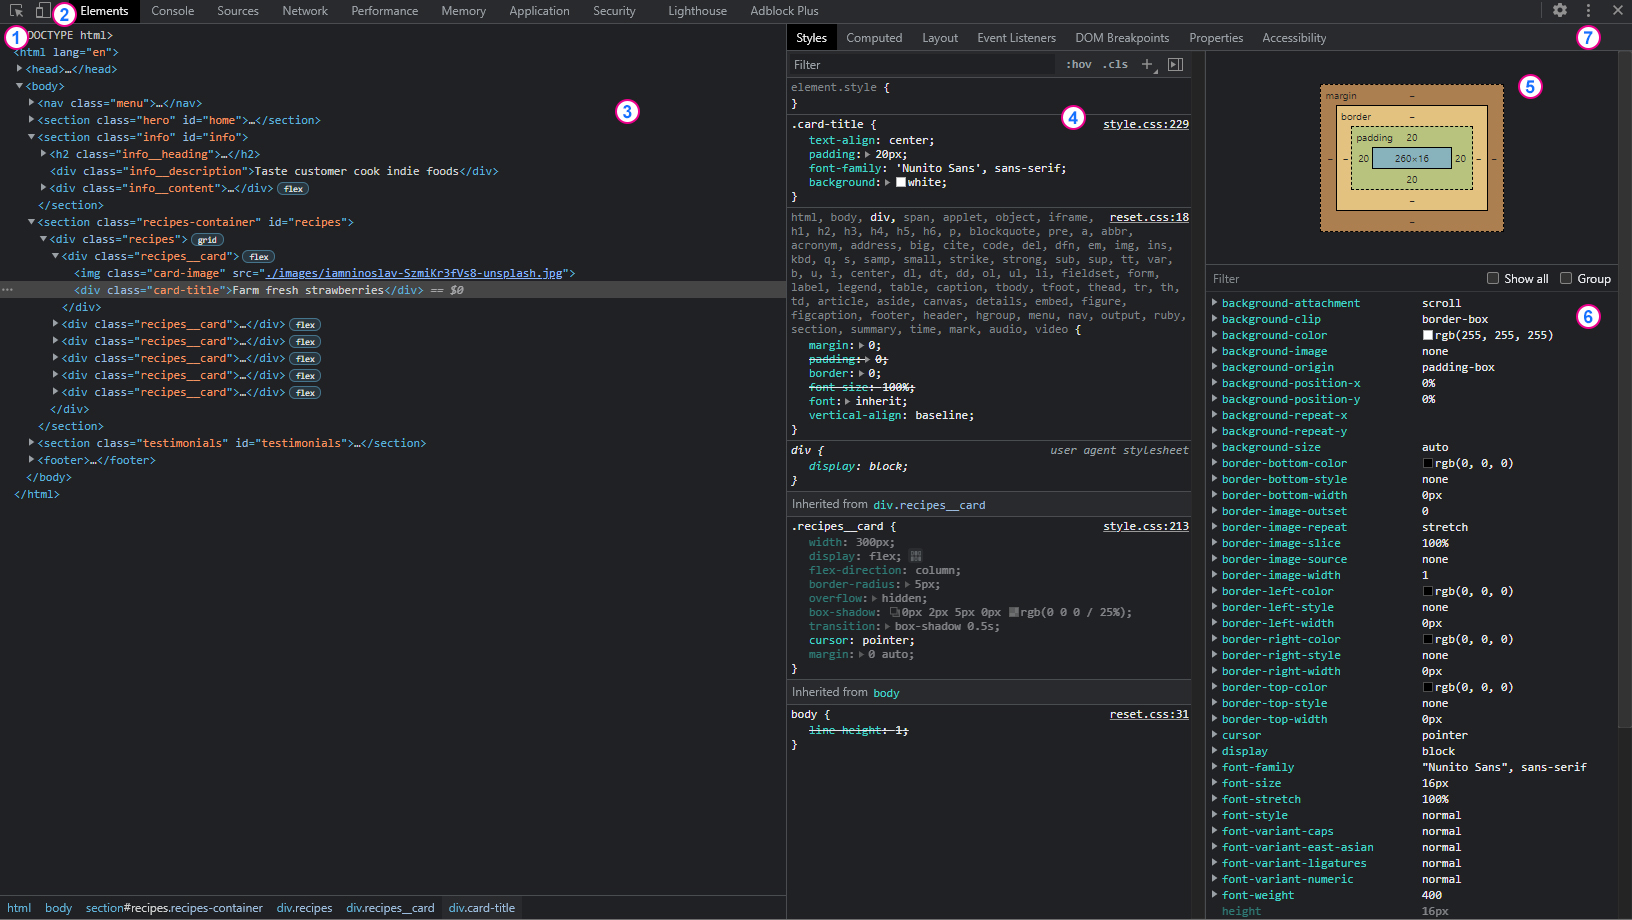 Elements Console Sources Network Performance Memory Application Security Lighthouse Adblock Plus
2
1
DOCTYPE html>
<html lang="en">
<head>…</head>
<body>
<nav class="menu">…</nav>
<section class="hero" id="home">…</section>
<section class="info" id="info">
<h2 class="info__heading">…</h2>
<div class="info__description">Taste customer cook indie foods</div>
<div class="info__content">…</div> flex
</section>
<section class="recipes-container" id="recipes">
<div class="recipes"> grid
<div class="recipes__card"> flex
<img class="card-image" src="./images/iamninoslav-SzmiKr3fVs8-unsplash.jpg">
<div class="card-title">Farm fresh strawberries</div> == $0
</div>
<div class="recipes__card">…</div> flex
<div class="recipes__card">…</div> flex
<div class="recipes__card">…</div> flex
<div class="recipes__card">…</div> flex
<div class="recipes__card">…</div> flex
</div>
</section>
<section class="testimonials" id="testimonials">…</section>
<footer>…</footer>
</body>
</html>
3
html body section#recipes.recipes-container div.recipes div.recipes__card div.card-title
Styles Computed Layout Event Listeners DOM Breakpoints Properties Accessibility
7
Filter :hov .cls +
element.style {
}
4
.card-title { style.css:229
text-align: center;
padding: 20px;
font-family: 'Nunito Sans', sans-serif;
background: white;
}
html, body, div, span, applet, object, iframe, reset.css:18
h1, h2, h3, h4, h5, h6, p, blockquote, pre, a, abbr,
acronym, address, big, cite, code, del, dfn, em, img, ins,
kbd, q, s, samp, small, strike, strong, sub, sup, tt, var,
b, u, i, center, dl, dt, dd, ol, ul, li, fieldset, form,
label, legend, table, caption, tbody, tfoot, thead, tr, th,
td, article, aside, canvas, details, embed, figure,
figcaption, footer, header, hgroup, menu, nav, output, ruby,
section, summary, time, mark, audio, video {
margin: 0;
padding: 0;
border: 0;
font-size: 100%;
font: inherit;
vertical-align: baseline;
}
div { user agent stylesheet
display: block;
}
Inherited from div.recipes__card
.recipes__card { style.css:213
width: 300px;
display: flex;
flex-direction: column;
border-radius: 5px;
overflow: hidden;
box-shadow: 0px 2px 5px 0px rgb(0 0 0 / 25%);
transition: box-shadow 0.5s;
cursor: pointer;
margin: 0 auto;
}
Inherited from body
body { reset.css:31
line-height: 1;
}
5
margin –
border –
padding 20
– – 20 260×16 20 – –
20
–
–
Filter Show all Group
6
background-attachment scroll
background-clip border-box
background-color rgb(255, 255, 255)
background-image none
background-origin padding-box
background-position-x 0%
background-position-y 0%
background-repeat-x
background-repeat-y
background-size auto
border-bottom-color rgb(0, 0, 0)
border-bottom-style none
border-bottom-width 0px
border-image-outset 0
border-image-repeat stretch
border-image-slice 100%
border-image-source none
border-image-width 1
border-left-color rgb(0, 0, 0)
border-left-style none
border-left-width 0px
border-right-color rgb(0, 0, 0)
border-right-style none
border-right-width 0px
border-top-color rgb(0, 0, 0)
border-top-style none
border-top-width 0px
cursor pointer
display block
font-family "Nunito Sans", sans-serif
font-size 16px
font-stretch 100%
font-style normal
font-variant-caps normal
font-variant-east-asian normal
font-variant-ligatures normal
font-variant-numeric normal
font-weight 400
height 16px